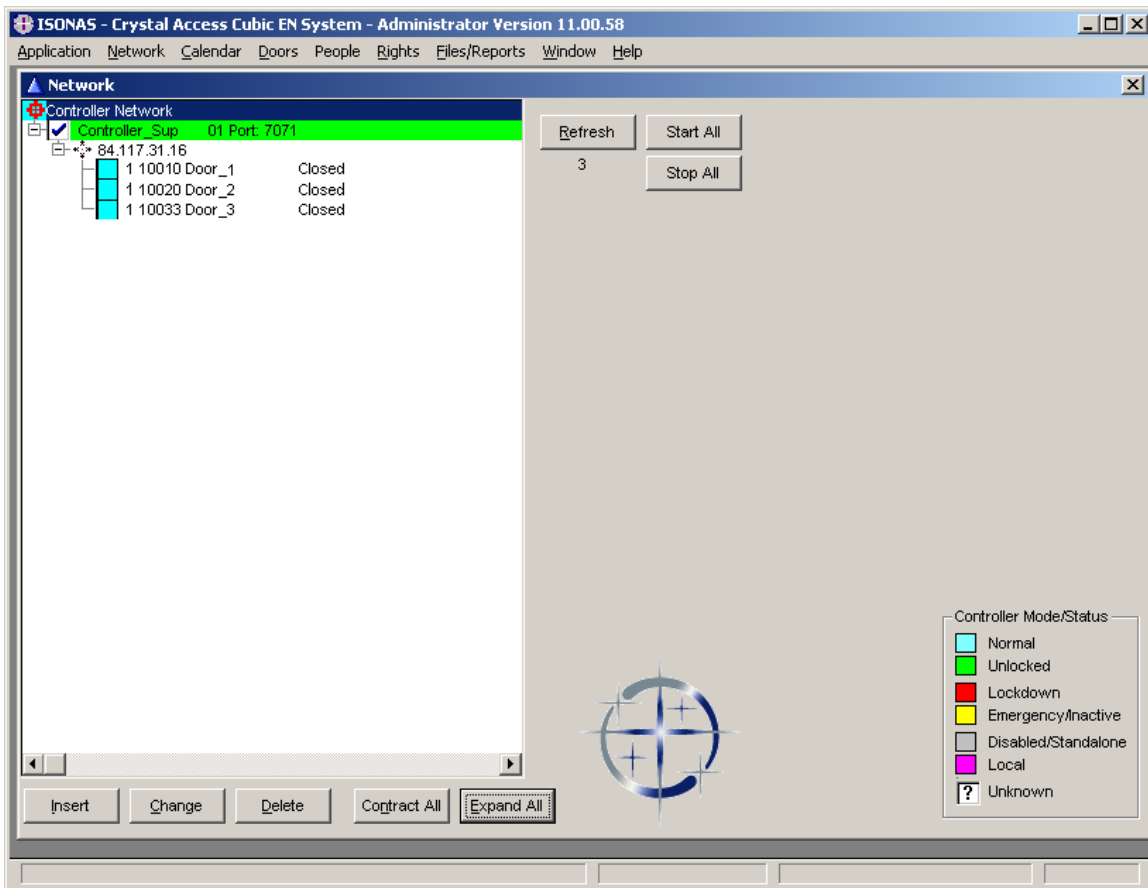 ISONAS - Crystal Access Cubic EN System - Administrator Version 11.00.58
Application Network Calendar Doors People Rights Files/Reports Window Help
Network
Controller Network
Controller_Sup 01 Port: 7071
84.117.31.16
1 10010 Door_1 Closed
1 10020 Door_2 Closed
1 10033 Door_3 Closed
Refresh Start All
3
Stop All
Controller Mode/Status
Normal
Unlocked
Lockdown
Emergency/Inactive
Disabled/Standalone
Local
? Unknown
Insert Change Delete Contract All Expand All